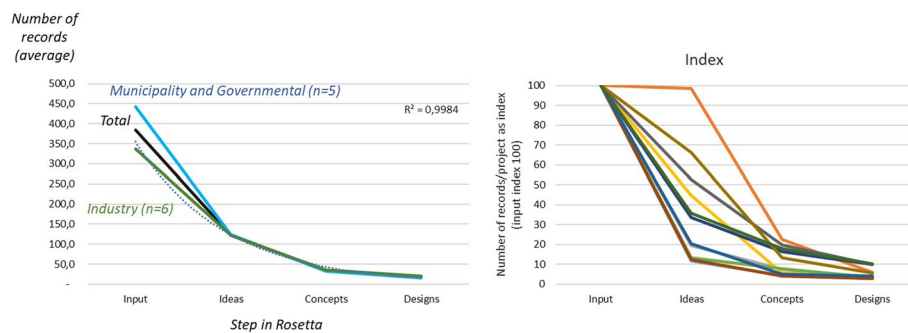 Number of
records
(average)
500,0
450,0
400,0
350,0
300,0
250,0
200,0
150,0
100,0
50,0
-
Municipality and Governmental (n=5)
R² = 0,9984
Total
Industry (n=6)
Input Ideas Concepts Designs
Step in Rosetta
Index
Number of records/project as index
(input index 100)
100
90
80
70
60
50
40
30
20
10
0
Input Ideas Concepts Designs